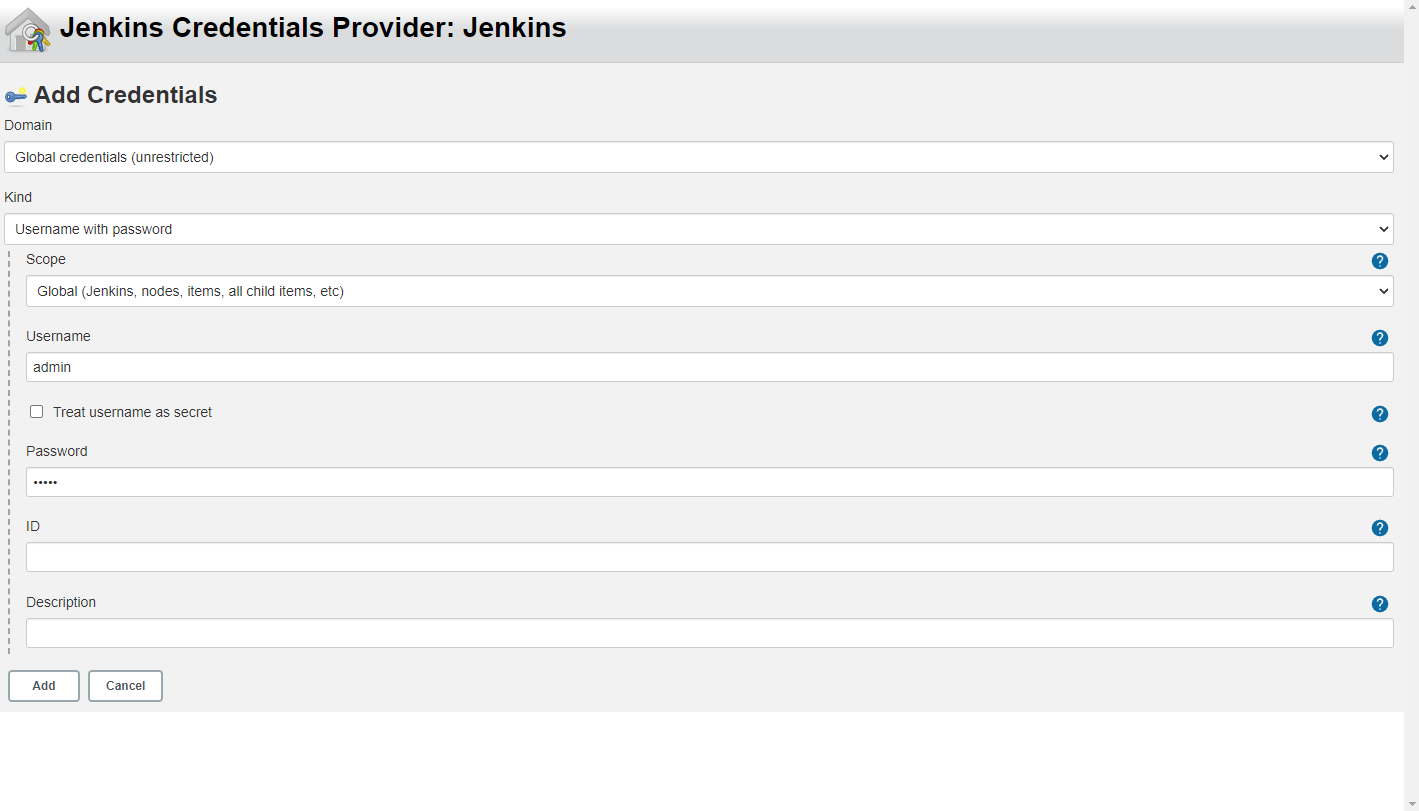 Jenkins Credentials Provider: Jenkins
Add Credentials
Domain
Global credentials (unrestricted)
Kind
Username with password
Scope
?
Global (Jenkins, nodes, items, all child items, etc)
Username
?
admin
Treat username as secret
?
Password
?
•••••
ID
?
Description
?
Add Cancel